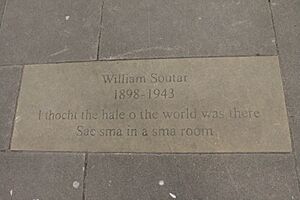 William Soutar
1898-1943
I thocht the hale o the world was there
Sae sma in a sma room